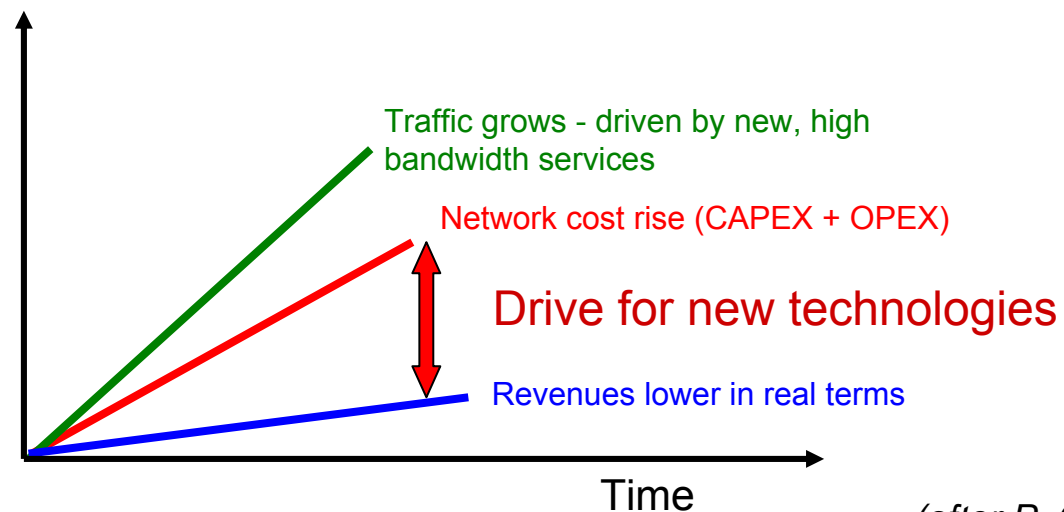 Traffic grows - driven by new, high
bandwidth services
Network cost rise (CAPEX + OPEX)
Drive for new technologies
Revenues lower in real terms
Time
(after